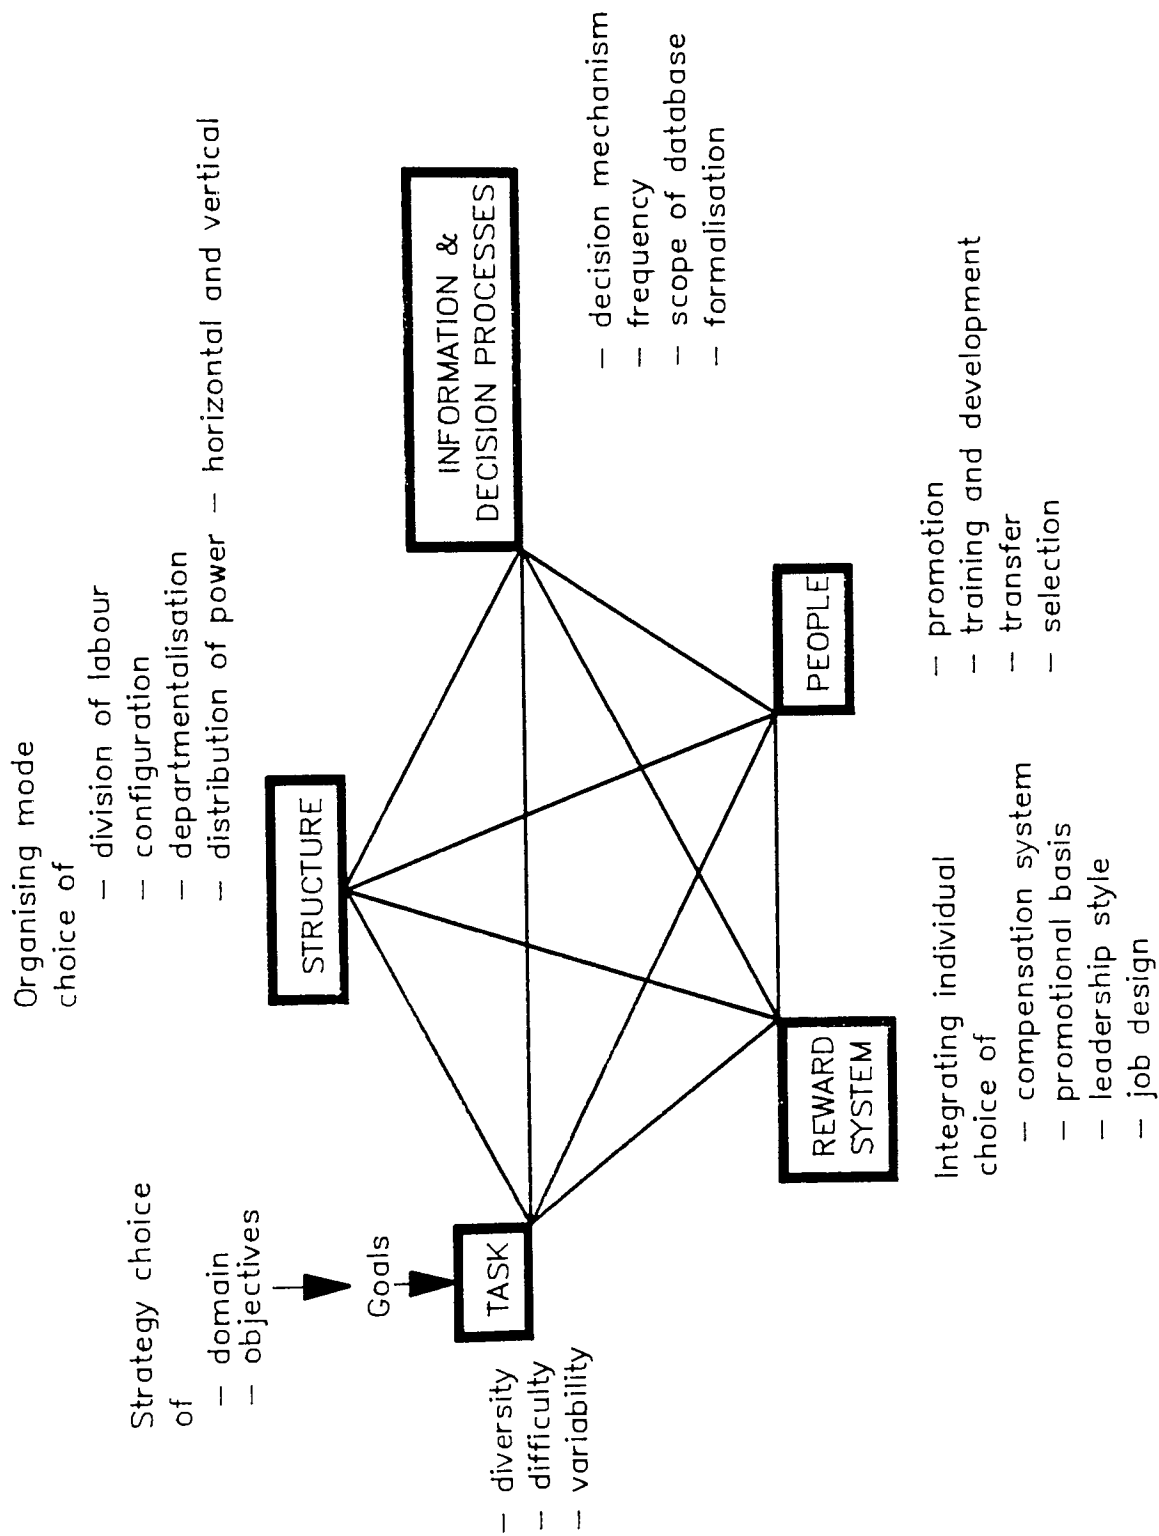 Organising mode
choice of
— division of labour
— configuration
— departmentalisation
— distribution of power — horizontal and vertical
Strategy choice
of
— domain
— objectives
Goals
STRUCTURE
TASK
— diversity
— difficulty
— variability
INFORMATION &
DECISION PROCESSES
— decision mechanism
— frequency
— scope of database
— formalisation
REWARD
SYSTEM
Integrating individual
choice of
— compensation system
— promotional basis
— leadership style
— job design
PEOPLE
— promotion
— training and development
— transfer
— selection